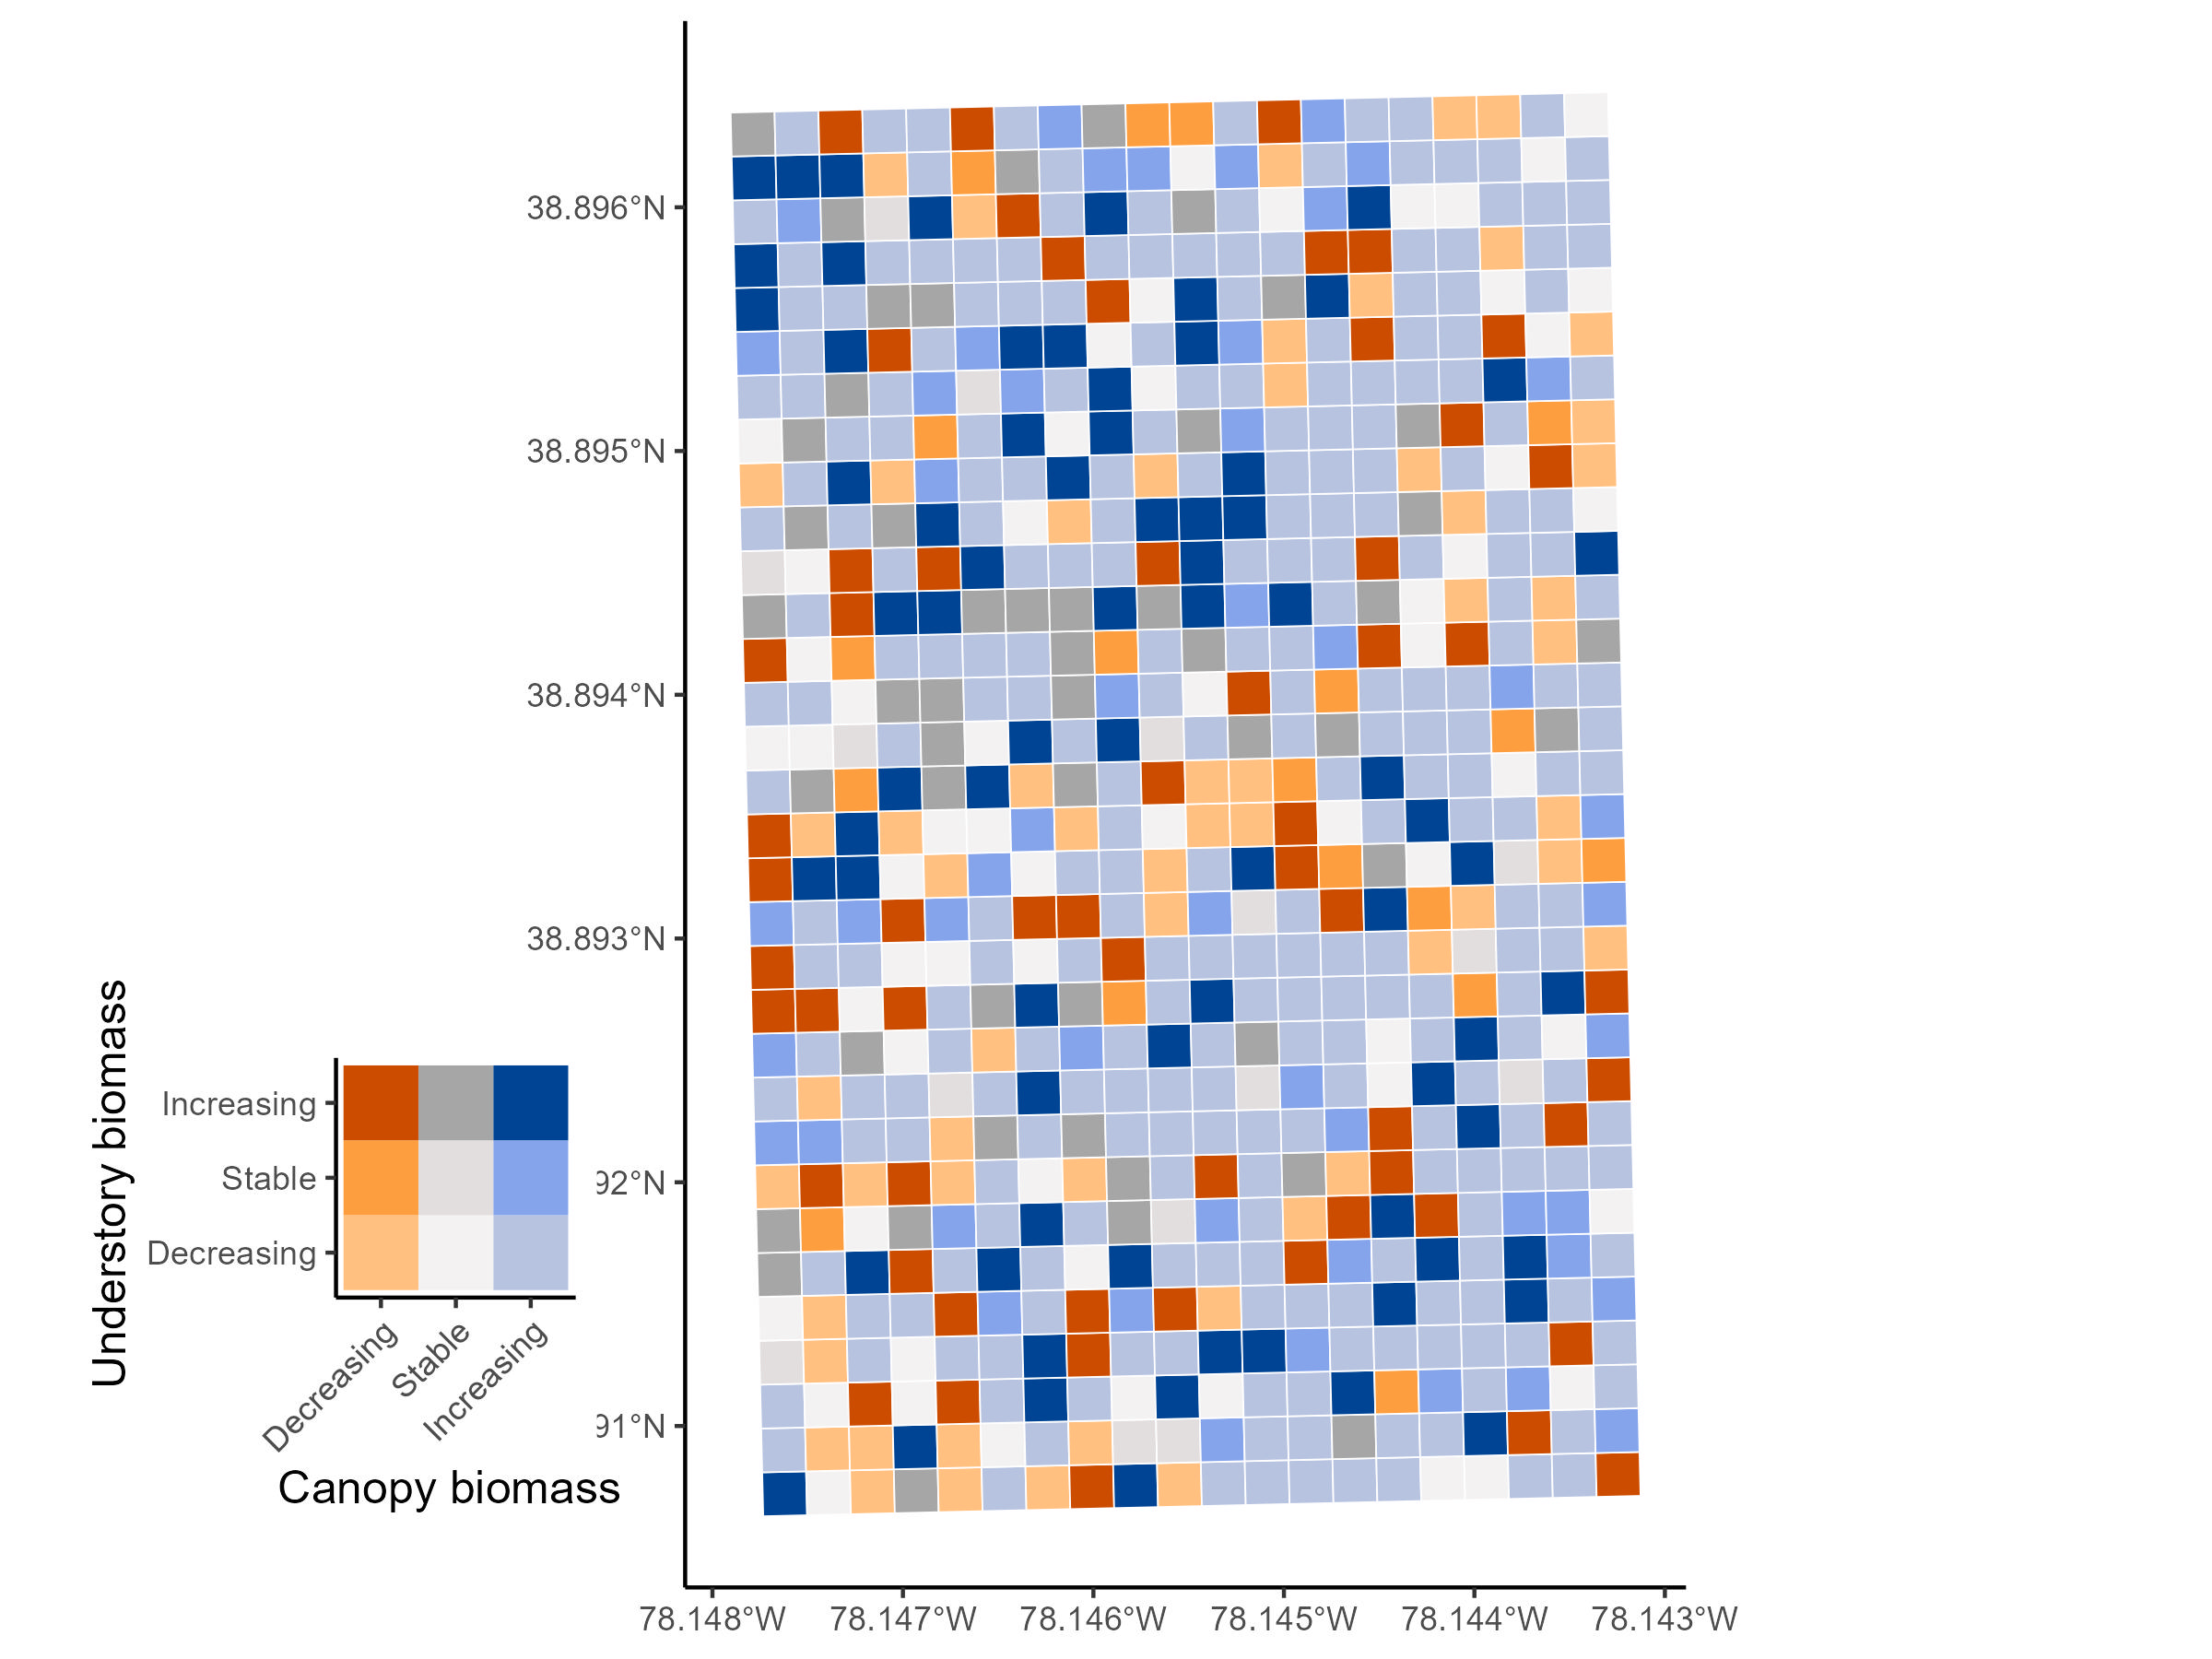 38.896°N
38.895°N
38.894°N
38.893°N
92°N
91°N
78.148°W 78.147°W 78.146°W 78.145°W 78.144°W 78.143°W
Understory biomass
Increasing
Stable
Decreasing
Decreasing
Stable
Increasing
Canopy biomass